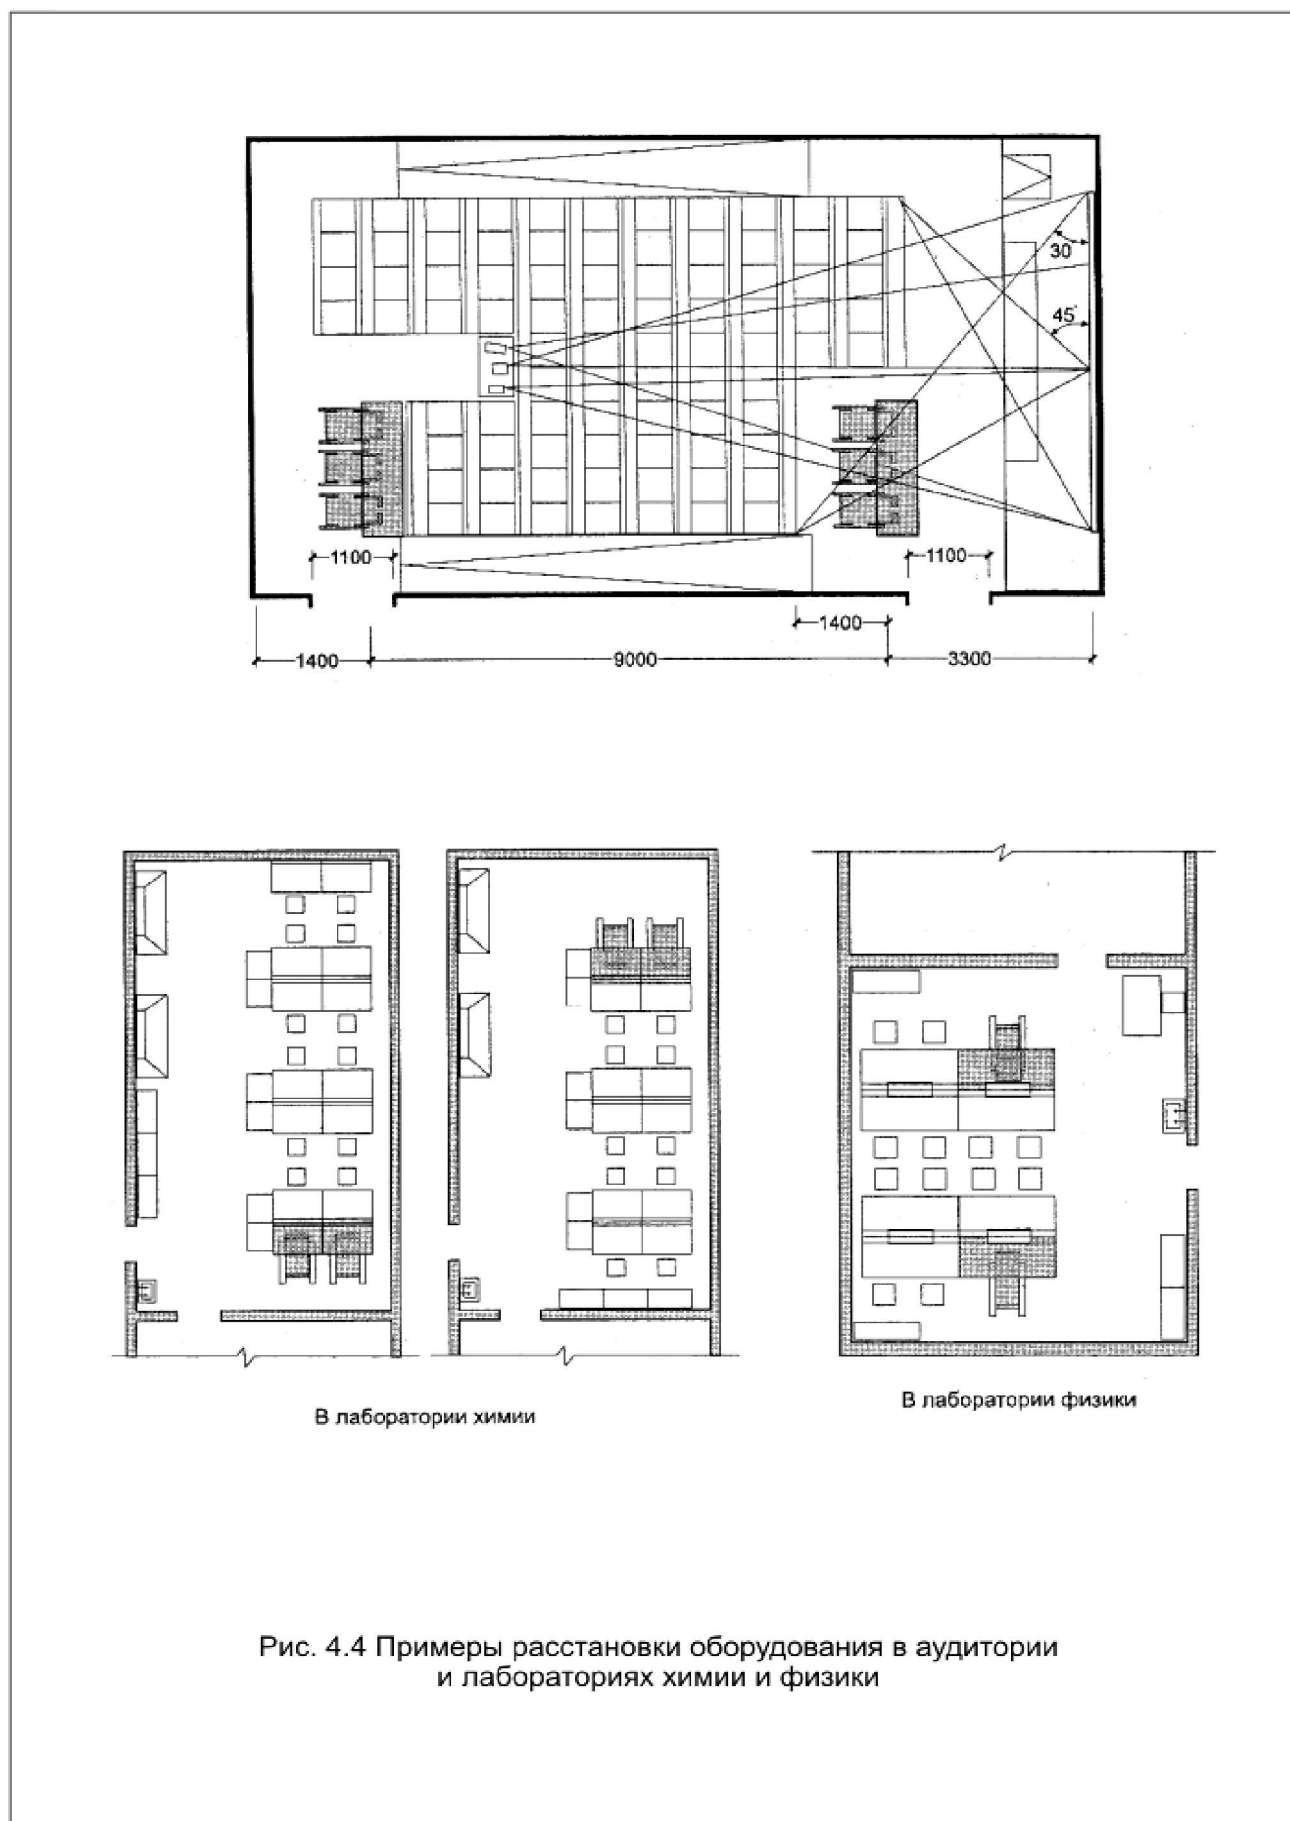 30
45°
1100
1100
1400
1400
9000
3300
В лаборатории химии
В лаборатории физики
Рис. 4.4 Примеры расстановки оборудования в аудитории
и лабораториях химии и физики